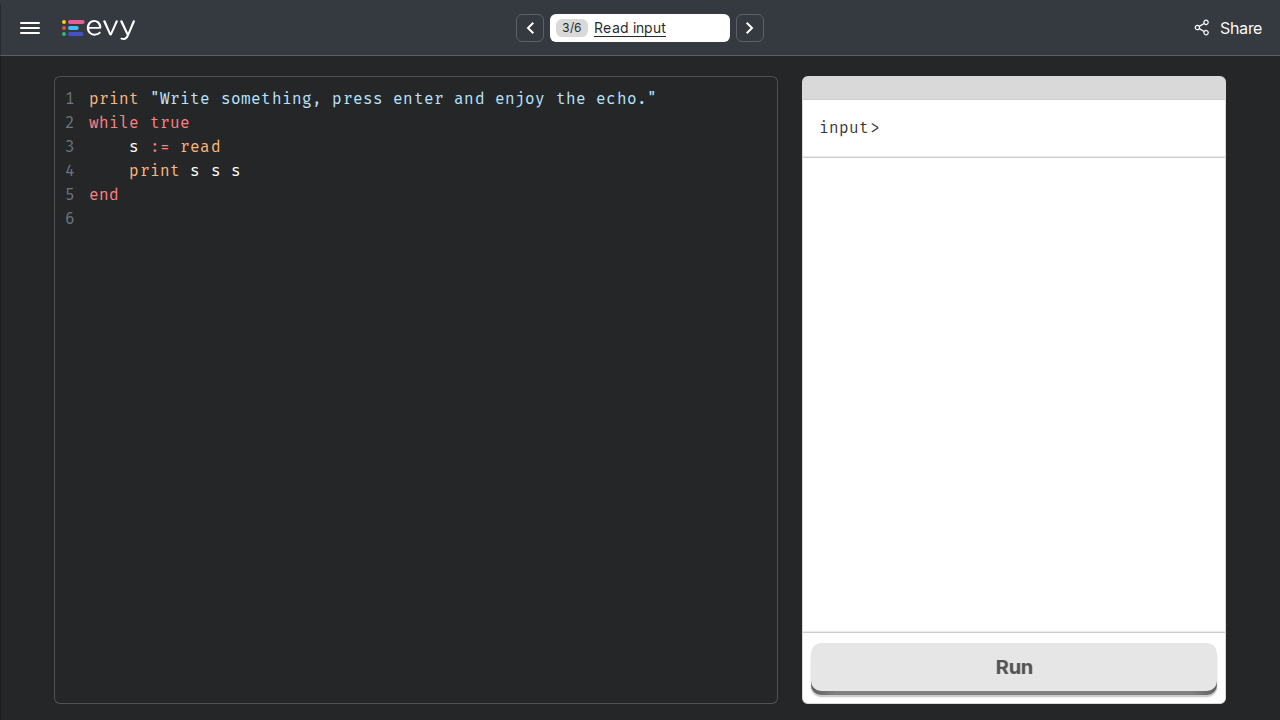 evy
3/6 Read input
Share
1 print "Write something, press enter and enjoy the echo."
2 while true
3     s := read
4     print s s s
5 end
6
input>
Run